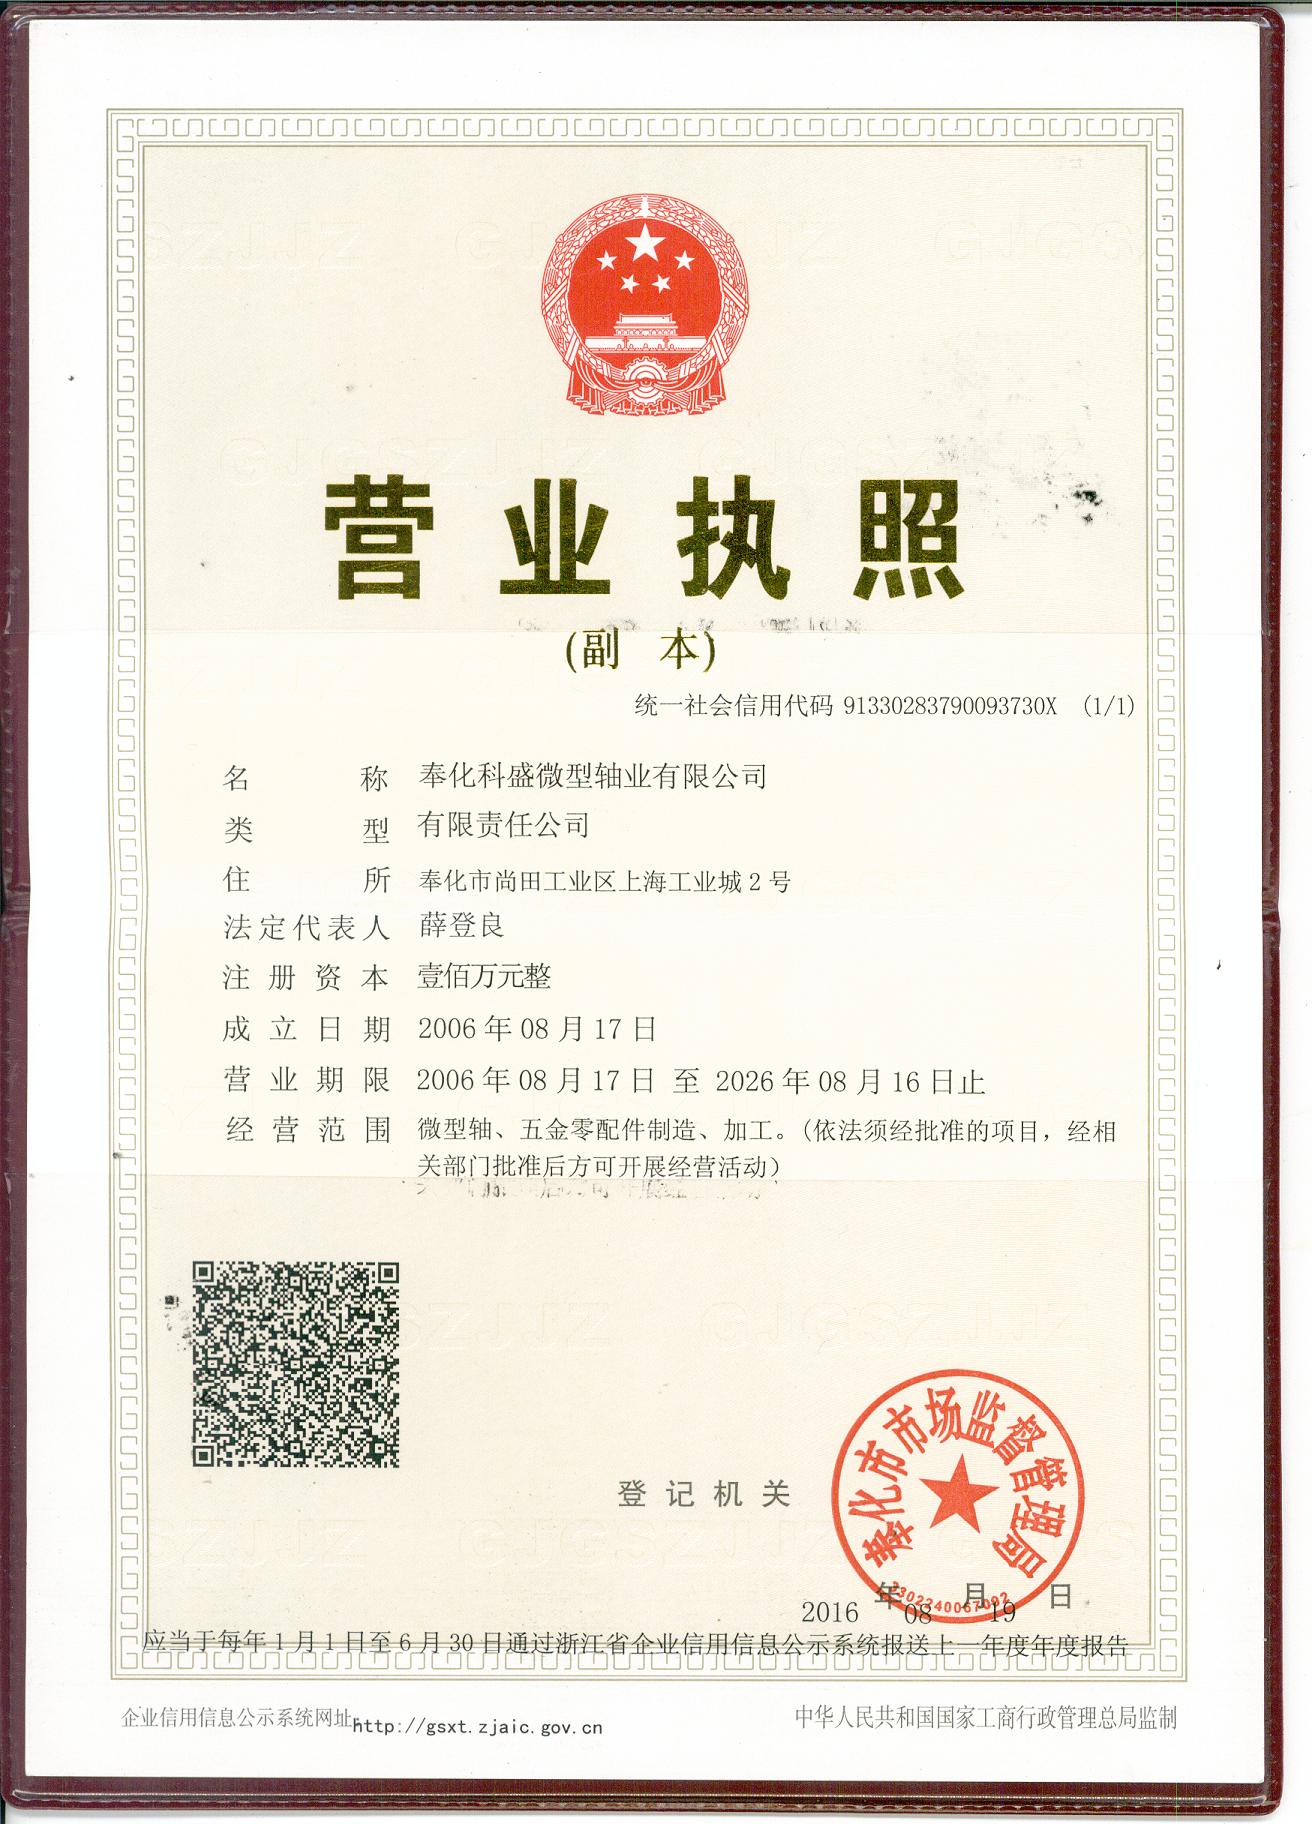 营业执照
(副 本)
统一社会信用代码 91330283790093730X (1/1)
名 称 奉化科盛微型轴业有限公司
类 型 有限责任公司
住 所 奉化市尚田工业区上海工业城2号
法定代表人 薛登良
注册资本 壹佰万元整
成立日期 2006年08月17日
营业期限 2006年08月17日 至 2026年08月16日止
经营范围 微型轴、五金零配件制造、加工。(依法须经批准的项目，经相
关部门批准后方可开展经营活动)
奉化市市场监督管理局
登记机关
3302240067092
2016年08月19日
应当于每年1月1日至6月30日通过浙江省企业信用信息公示系统报送上一年度年度报告
企业信用信息公示系统网址:http://gsxt.zjaic.gov.cn
中华人民共和国国家工商行政管理总局监制